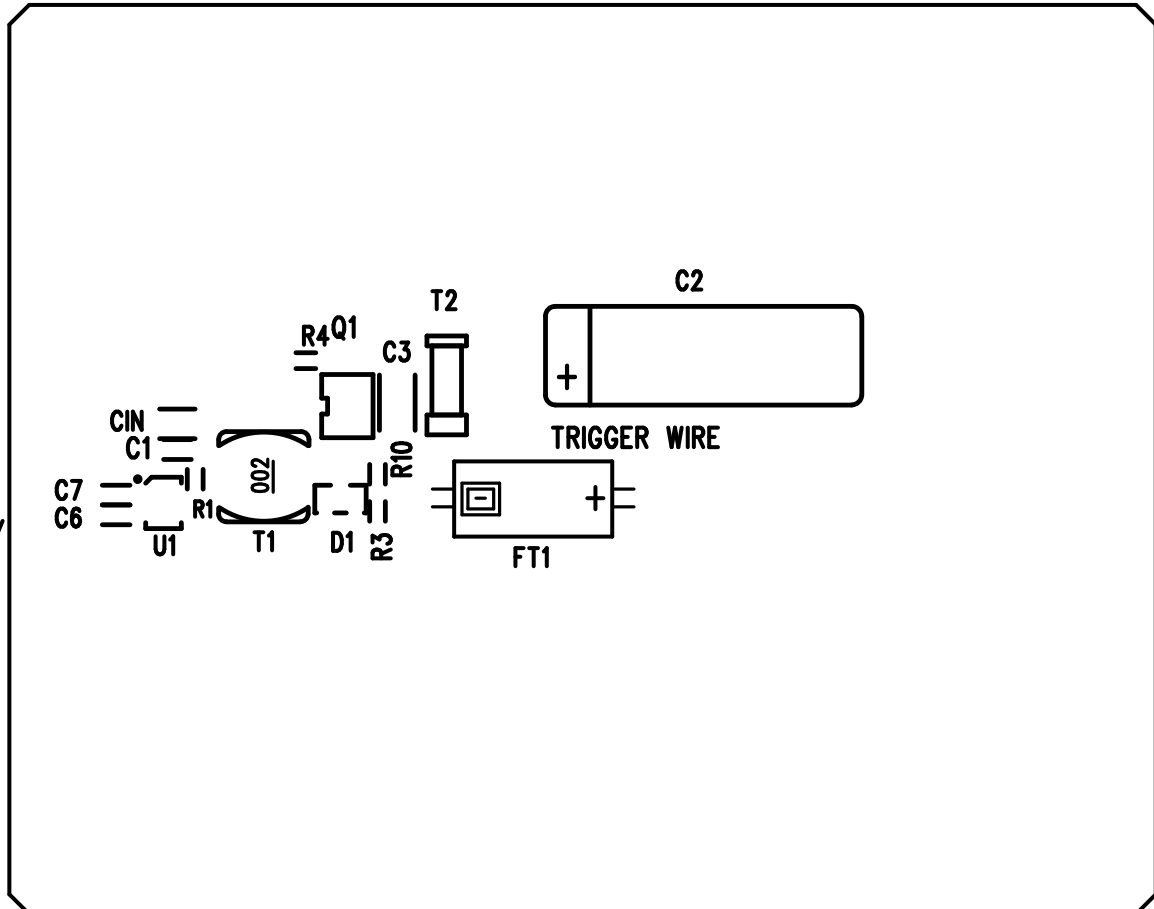 C2
T2
R4
Q1
C3
+
CIN
C1
TRIGGER WIRE
R10
002
C7
C6
R1
- +
U1
T1
D1
R3
FT1